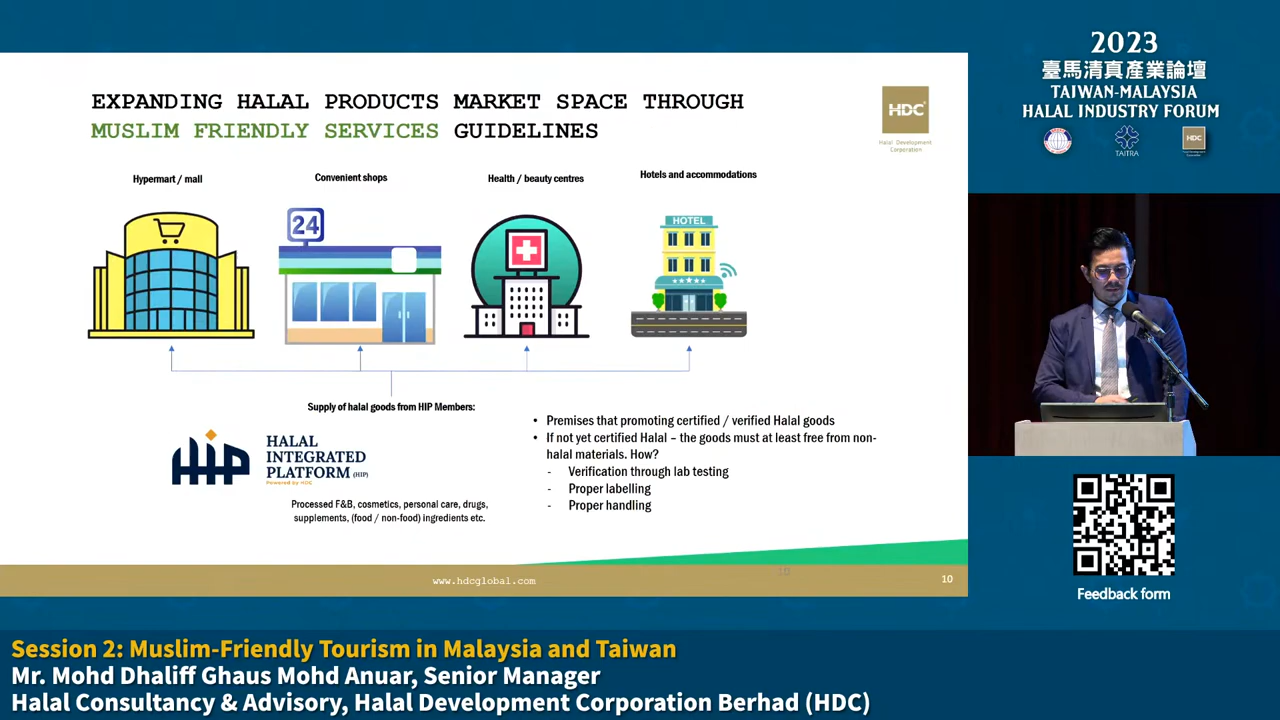 EXPANDING HALAL PRODUCTS MARKET SPACE THROUGH
MUSLIM FRIENDLY SERVICES GUIDELINES
HDC
Halal Development
Corporation
Hypermart / mall
Convenient shops
Health / beauty centres
Hotels and accommodations
24
HOTEL
Supply of halal goods from HIP Members:
HIP
HALAL
INTEGRATED
PLATFORM (HIP)
Powered by HDC
Processed F&B, cosmetics, personal care, drugs,
supplements, (food / non-food) ingredients etc.
• Premises that promoting certified / verified Halal goods
• If not yet certified Halal – the goods must at least free from non-
halal materials. How?
- Verification through lab testing
- Proper labelling
- Proper handling
www.hdcglobal.com
10
10
2023
臺馬清真產業論壇
TAIWAN-MALAYSIA
HALAL INDUSTRY FORUM
TAITRA
HDC
Feedback form
Session 2: Muslim-Friendly Tourism in Malaysia and Taiwan
Mr. Mohd Dhaliff Ghaus Mohd Anuar, Senior Manager
Halal Consultancy & Advisory, Halal Development Corporation Berhad (HDC)